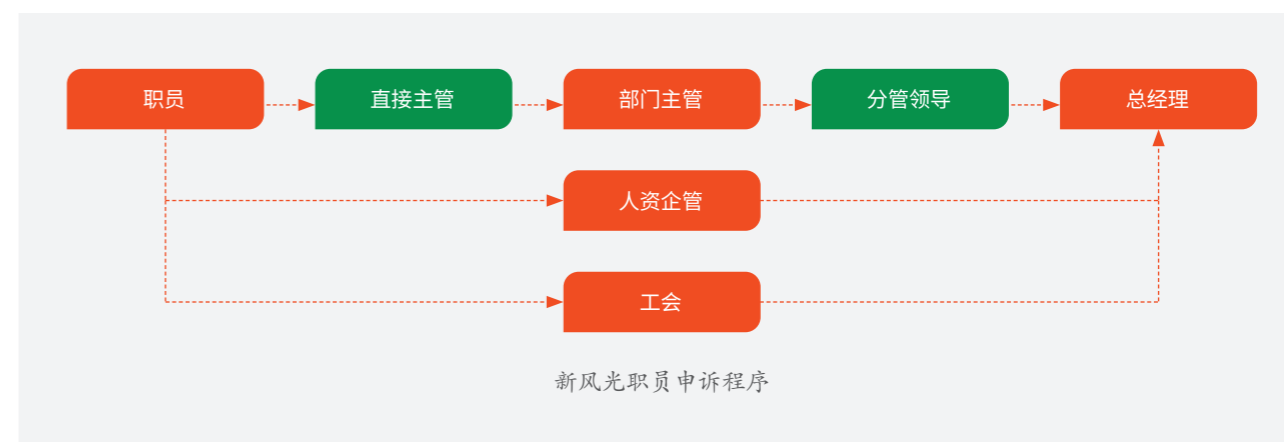 职员
直接主管
部门主管
分管领导
总经理
人资企管
工会
新风光职员申诉程序